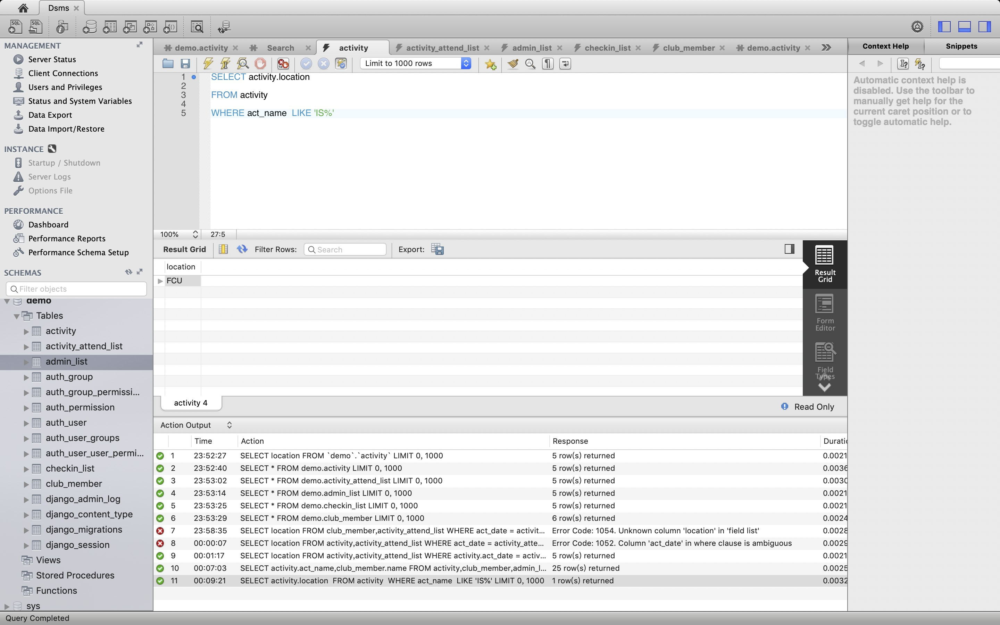 Dsms
MANAGEMENT
Server Status
Client Connections
Users and Privileges
Status and System Variables
Data Export
Data Import/Restore
INSTANCE
Startup / Shutdown
Server Logs
Options File
PERFORMANCE
Dashboard
Performance Reports
Performance Schema Setup
SCHEMAS
Filter objects
demo
Tables
activity
activity_attend_list
admin_list
auth_group
auth_group_permissi...
auth_permission
auth_user
auth_user_groups
auth_user_user_permi...
checkin_list
club_member
django_admin_log
django_content_type
django_migrations
django_session
Views
Stored Procedures
Functions
sys
demo.activity Search activity activity_attend_list admin_list checkin_list club_member demo.activity
Limit to 1000 rows
1 SELECT activity.location
2
3 FROM activity
4
5 WHERE act_name  LIKE 'IS%'
100% 27:5
Result Grid Filter Rows: Search Export:
location
FCU
Result Grid
Form Editor
Field Types
activity 4
Read Only
Action Output
Time Action Response Duratic
1 23:52:27 SELECT location FROM `demo`.`activity` LIMIT 0, 1000 5 row(s) returned 0.0021
2 23:52:40 SELECT * FROM demo.activity LIMIT 0, 1000 5 row(s) returned 0.0036
3 23:53:02 SELECT * FROM demo.activity_attend_list LIMIT 0, 1000 5 row(s) returned 0.0030
4 23:53:14 SELECT * FROM demo.admin_list LIMIT 0, 1000 5 row(s) returned 0.0021
5 23:53:25 SELECT * FROM demo.checkin_list LIMIT 0, 1000 5 row(s) returned 0.0021
6 23:53:29 SELECT * FROM demo.club_member LIMIT 0, 1000 6 row(s) returned 0.0024
7 23:58:35 SELECT location FROM club_member,activity_attend_list WHERE act_date = activit... Error Code: 1054. Unknown column 'location' in 'field list' 0.0028
8 00:00:07 SELECT location FROM activity,activity_attend_list WHERE act_date = activity_atte... Error Code: 1052. Column 'act_date' in where clause is ambiguous 0.0029
9 00:01:17 SELECT location FROM activity,activity_attend_list WHERE activity.act_date = activ... 5 row(s) returned 0.0021
10 00:07:03 SELECT activity.act_name,club_member.name FROM activity,club_member,admin_l... 25 row(s) returned 0.0025
11 00:09:21 SELECT activity.location  FROM activity  WHERE act_name  LIKE 'IS%' LIMIT 0, 1000 1 row(s) returned 0.0032
Context Help Snippets
Automatic context help is
disabled. Use the toolbar to
manually get help for the
current caret position or to
toggle automatic help.
Query Completed